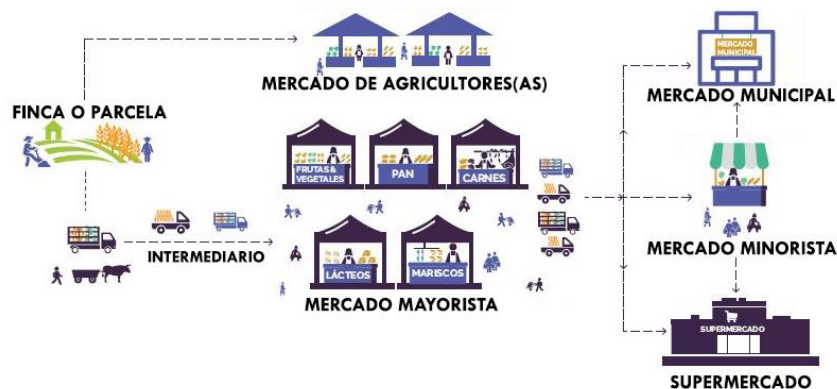 MERCADO DE AGRICULTORES(AS)
FINCA O PARCELA
INTERMEDIARIO
FRUTAS &
VEGETALES
PAN
CARNES
LÁCTEOS
MARISCOS
MERCADO MAYORISTA
MERCADO
MUNICIPAL
MERCADO MUNICIPAL
MERCADO MINORISTA
SUPERMERCADO
SUPERMERCADO